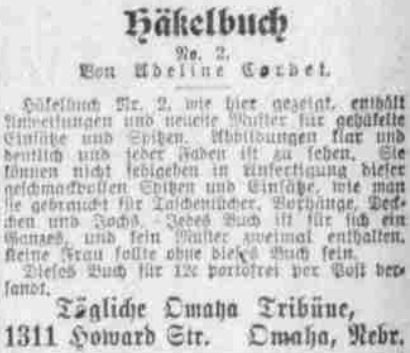 Häkelbuch
No. 2.
Von Adeline Cordet.
Häkelbuch Nr. 2, wie hier gezeigt, enthält
Anweisungen und neueste Muster für gehäkelte
Einsätze und Spitzen. Abbildungen klar und
deutlich und jeder Faden ist zu sehen. Sie
können nicht fehlgehen in Anfertigung dieser
geschmackvollen Spitzen und Einsätze, wie man
sie gebraucht für Taschentücher, Vorhänge, Dec-
ken und Jochs. Jedes Buch ist für sich ein
Ganzes, und kein Muster zweimal enthalten.
Keine Frau sollte ohne dieses Buch sein.
Dieses Buch für 12c portofrei per Post ver-
sandt.
Tägliche Omaha Tribüne,
1311 Howard Str. Omaha, Nebr.